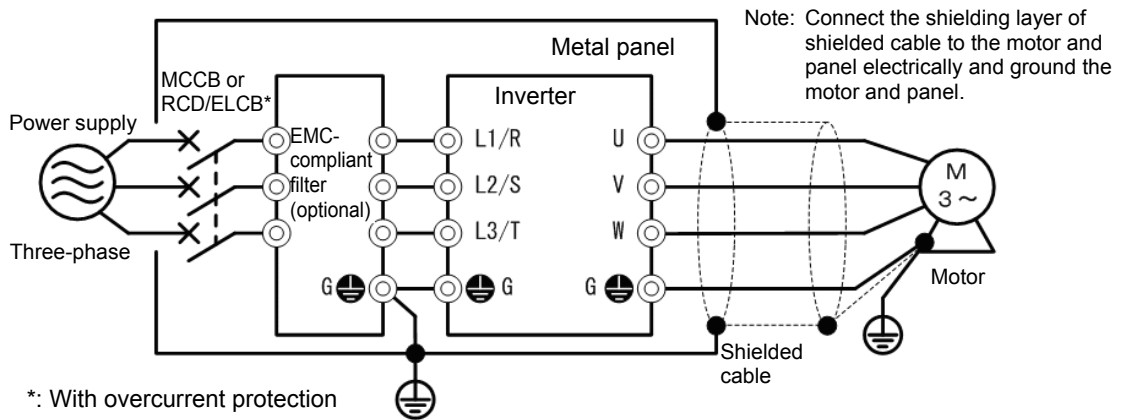 Note: Connect the shielding layer of
shielded cable to the motor and
panel electrically and ground the
motor and panel.
Metal panel
MCCB or
RCD/ELCB*
Power supply
Three-phase
EMC-
compliant
filter
(optional)
G
Inverter
L1/R
L2/S
L3/T
G
U
V
W
G
M
3 ~
Motor
Shielded
cable
*: With overcurrent protection